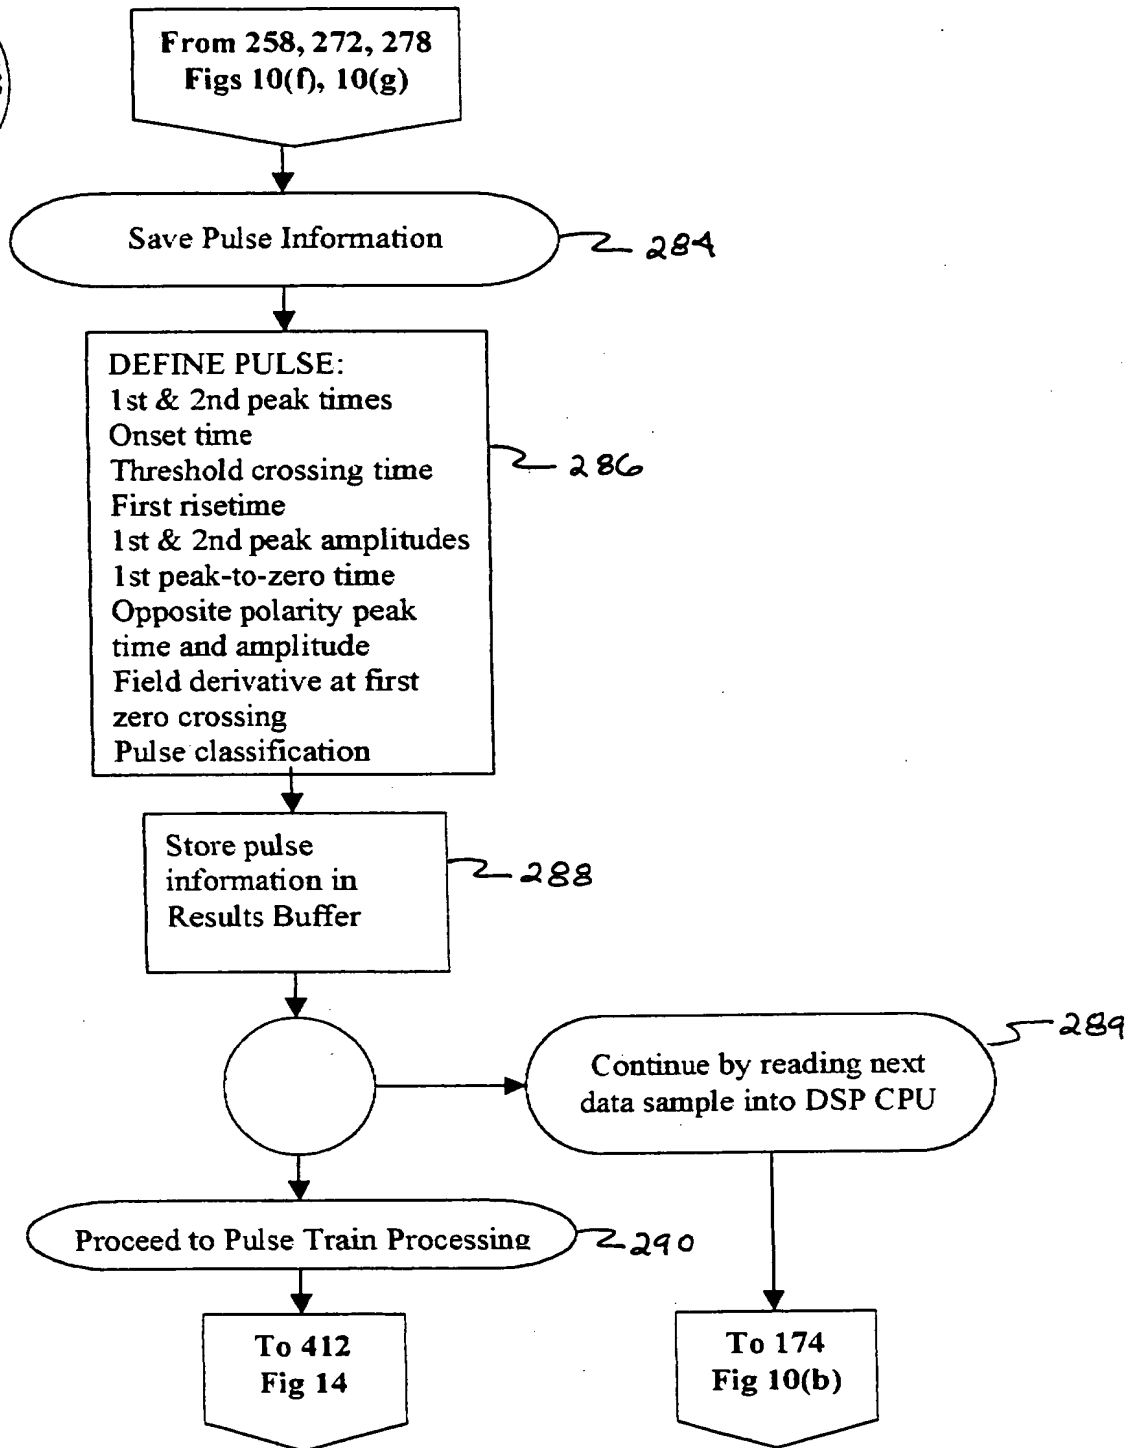 From 258, 272, 278
Figs 10(f), 10(g)
Save Pulse Information
284
DEFINE PULSE:
1st & 2nd peak times
Onset time
Threshold crossing time
First risetime
1st & 2nd peak amplitudes
1st peak-to-zero time
Opposite polarity peak
time and amplitude
Field derivative at first
zero crossing
Pulse classification
286
Store pulse
information in
Results Buffer
288
Continue by reading next
data sample into DSP CPU
289
Proceed to Pulse Train Processing
290
To 412
Fig 14
To 174
Fig 10(b)